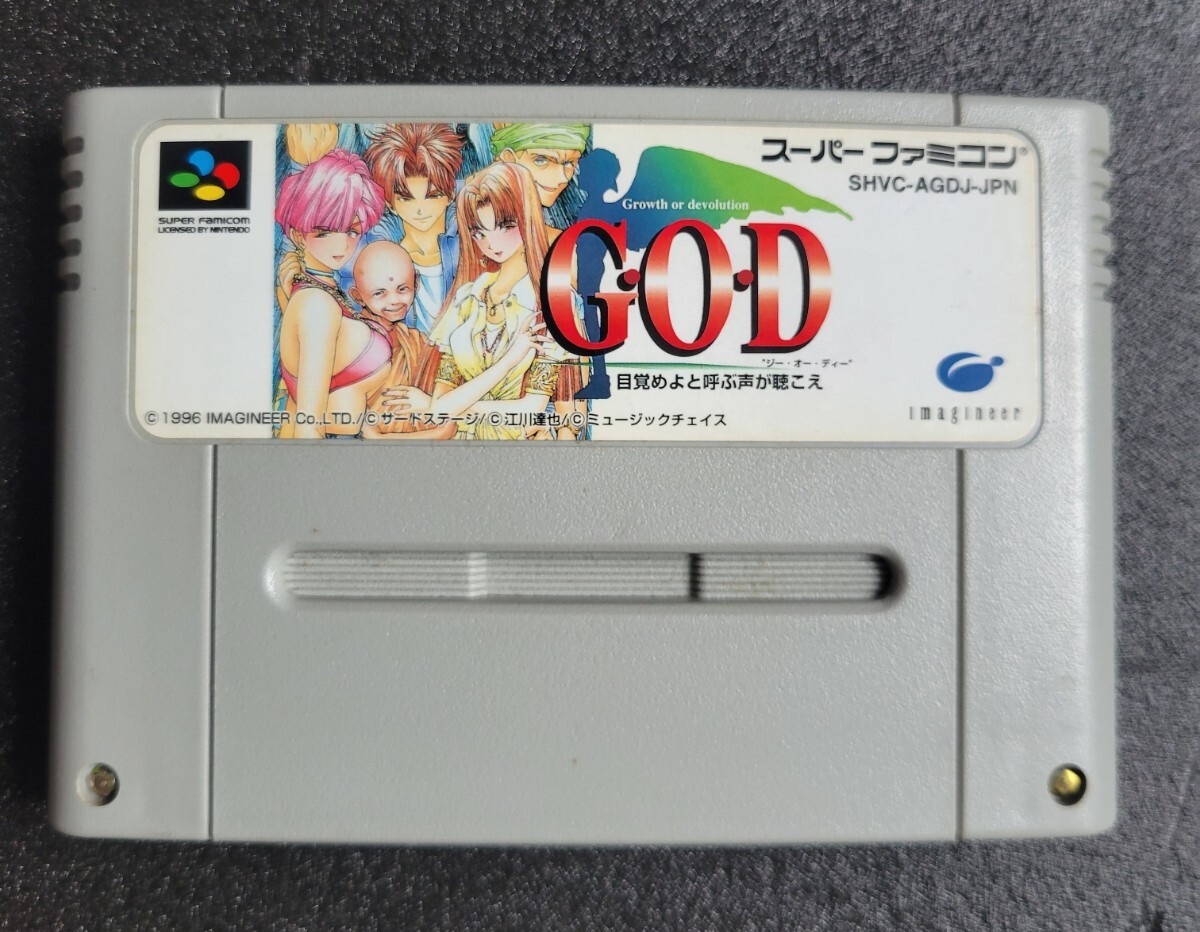 SUPER FAMICOM
LICENSED BY NINTENDO
スーパーファミコン®
SHVC-AGDJ-JPN
Growth or devolution
G・O・D
"ジー・オー・ディー"
目覚めよと呼ぶ声が聴こえ
imagineer
©1996 IMAGINEER Co.,LTD./©サードステージ/©江川達也/©ミュージックチェイス